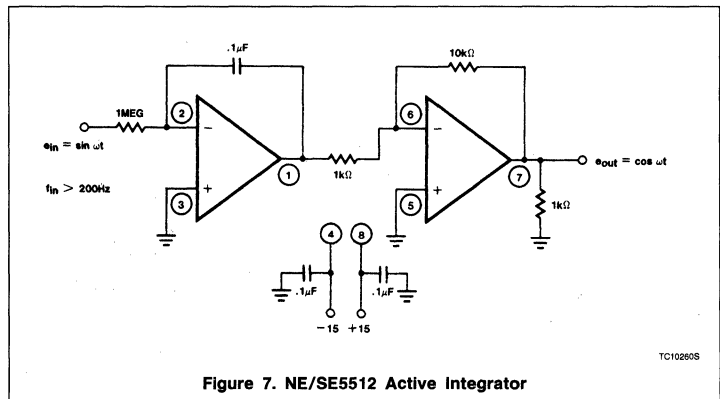 .1μF
10kΩ
1MEG
2
6
−
−
ein = sin ωt
1
7
eout = cos ωt
1kΩ
fin > 200Hz
3
+
5
+
1kΩ
4
8
.1μF
.1μF
−15
+15
TC10260S
Figure 7. NE/SE5512 Active Integrator